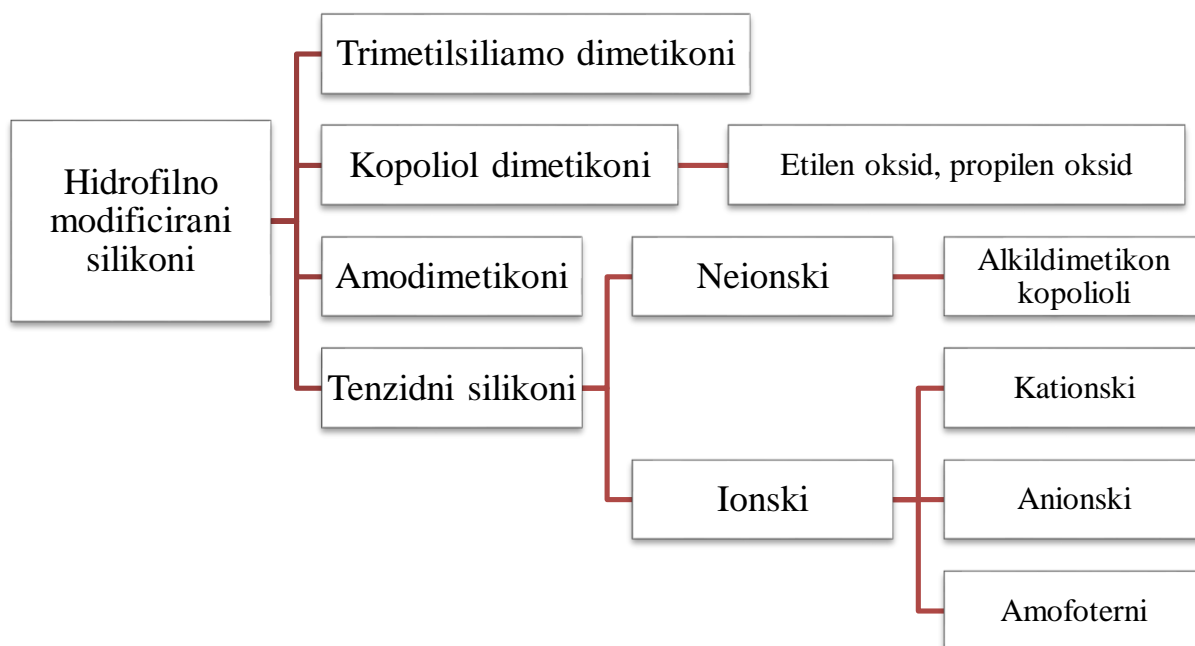 Trimetilsiliamo dimetikoni
Hidrofilno
modificirani
silikoni
Kopoliol dimetikoni
Etilen oksid, propilen oksid
Amodimetikoni
Neionski
Alkildimetikon
kopolioli
Tenzidni silikoni
Kationski
Ionski
Anionski
Amofoterni